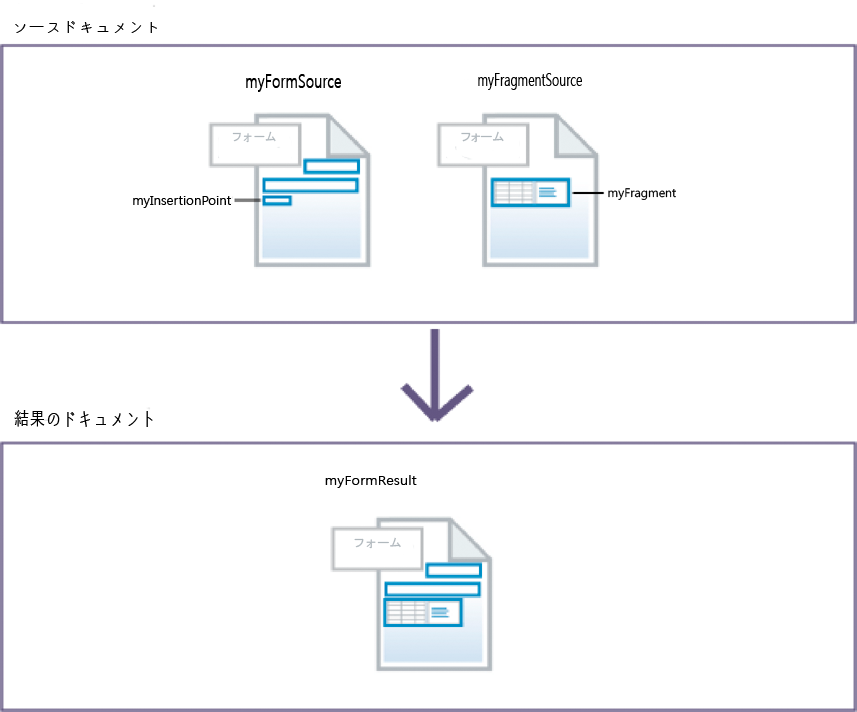 ソースドキュメント
myFormSource
myFragmentSource
フォーム
フォーム
myInsertionPoint
myFragment
結果のドキュメント
myFormResult
フォーム